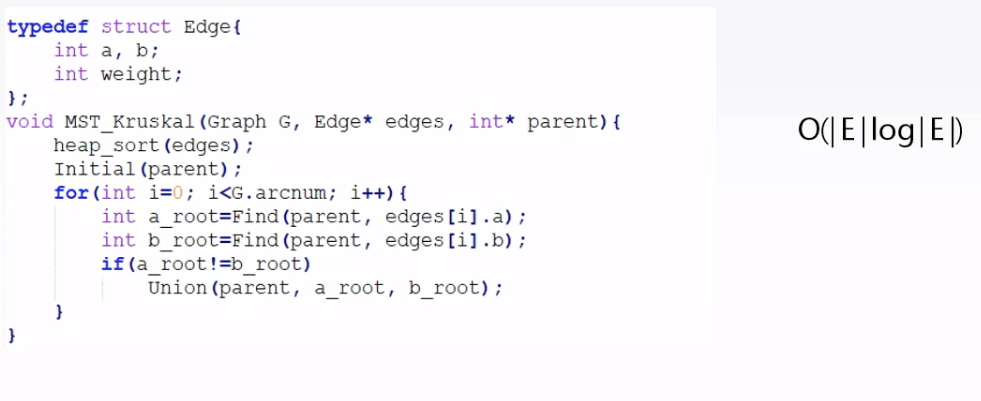 typedef struct Edge{
    int a, b;
    int weight;
};
void MST_Kruskal(Graph G, Edge* edges, int* parent){
    heap_sort(edges);
    Initial(parent);
    for(int i=0; i<G.arcnum; i++){
        int a_root=Find(parent, edges[i].a);
        int b_root=Find(parent, edges[i].b);
        if(a_root!=b_root)
            Union(parent, a_root, b_root);
    }
}
O(|E|log|E|)